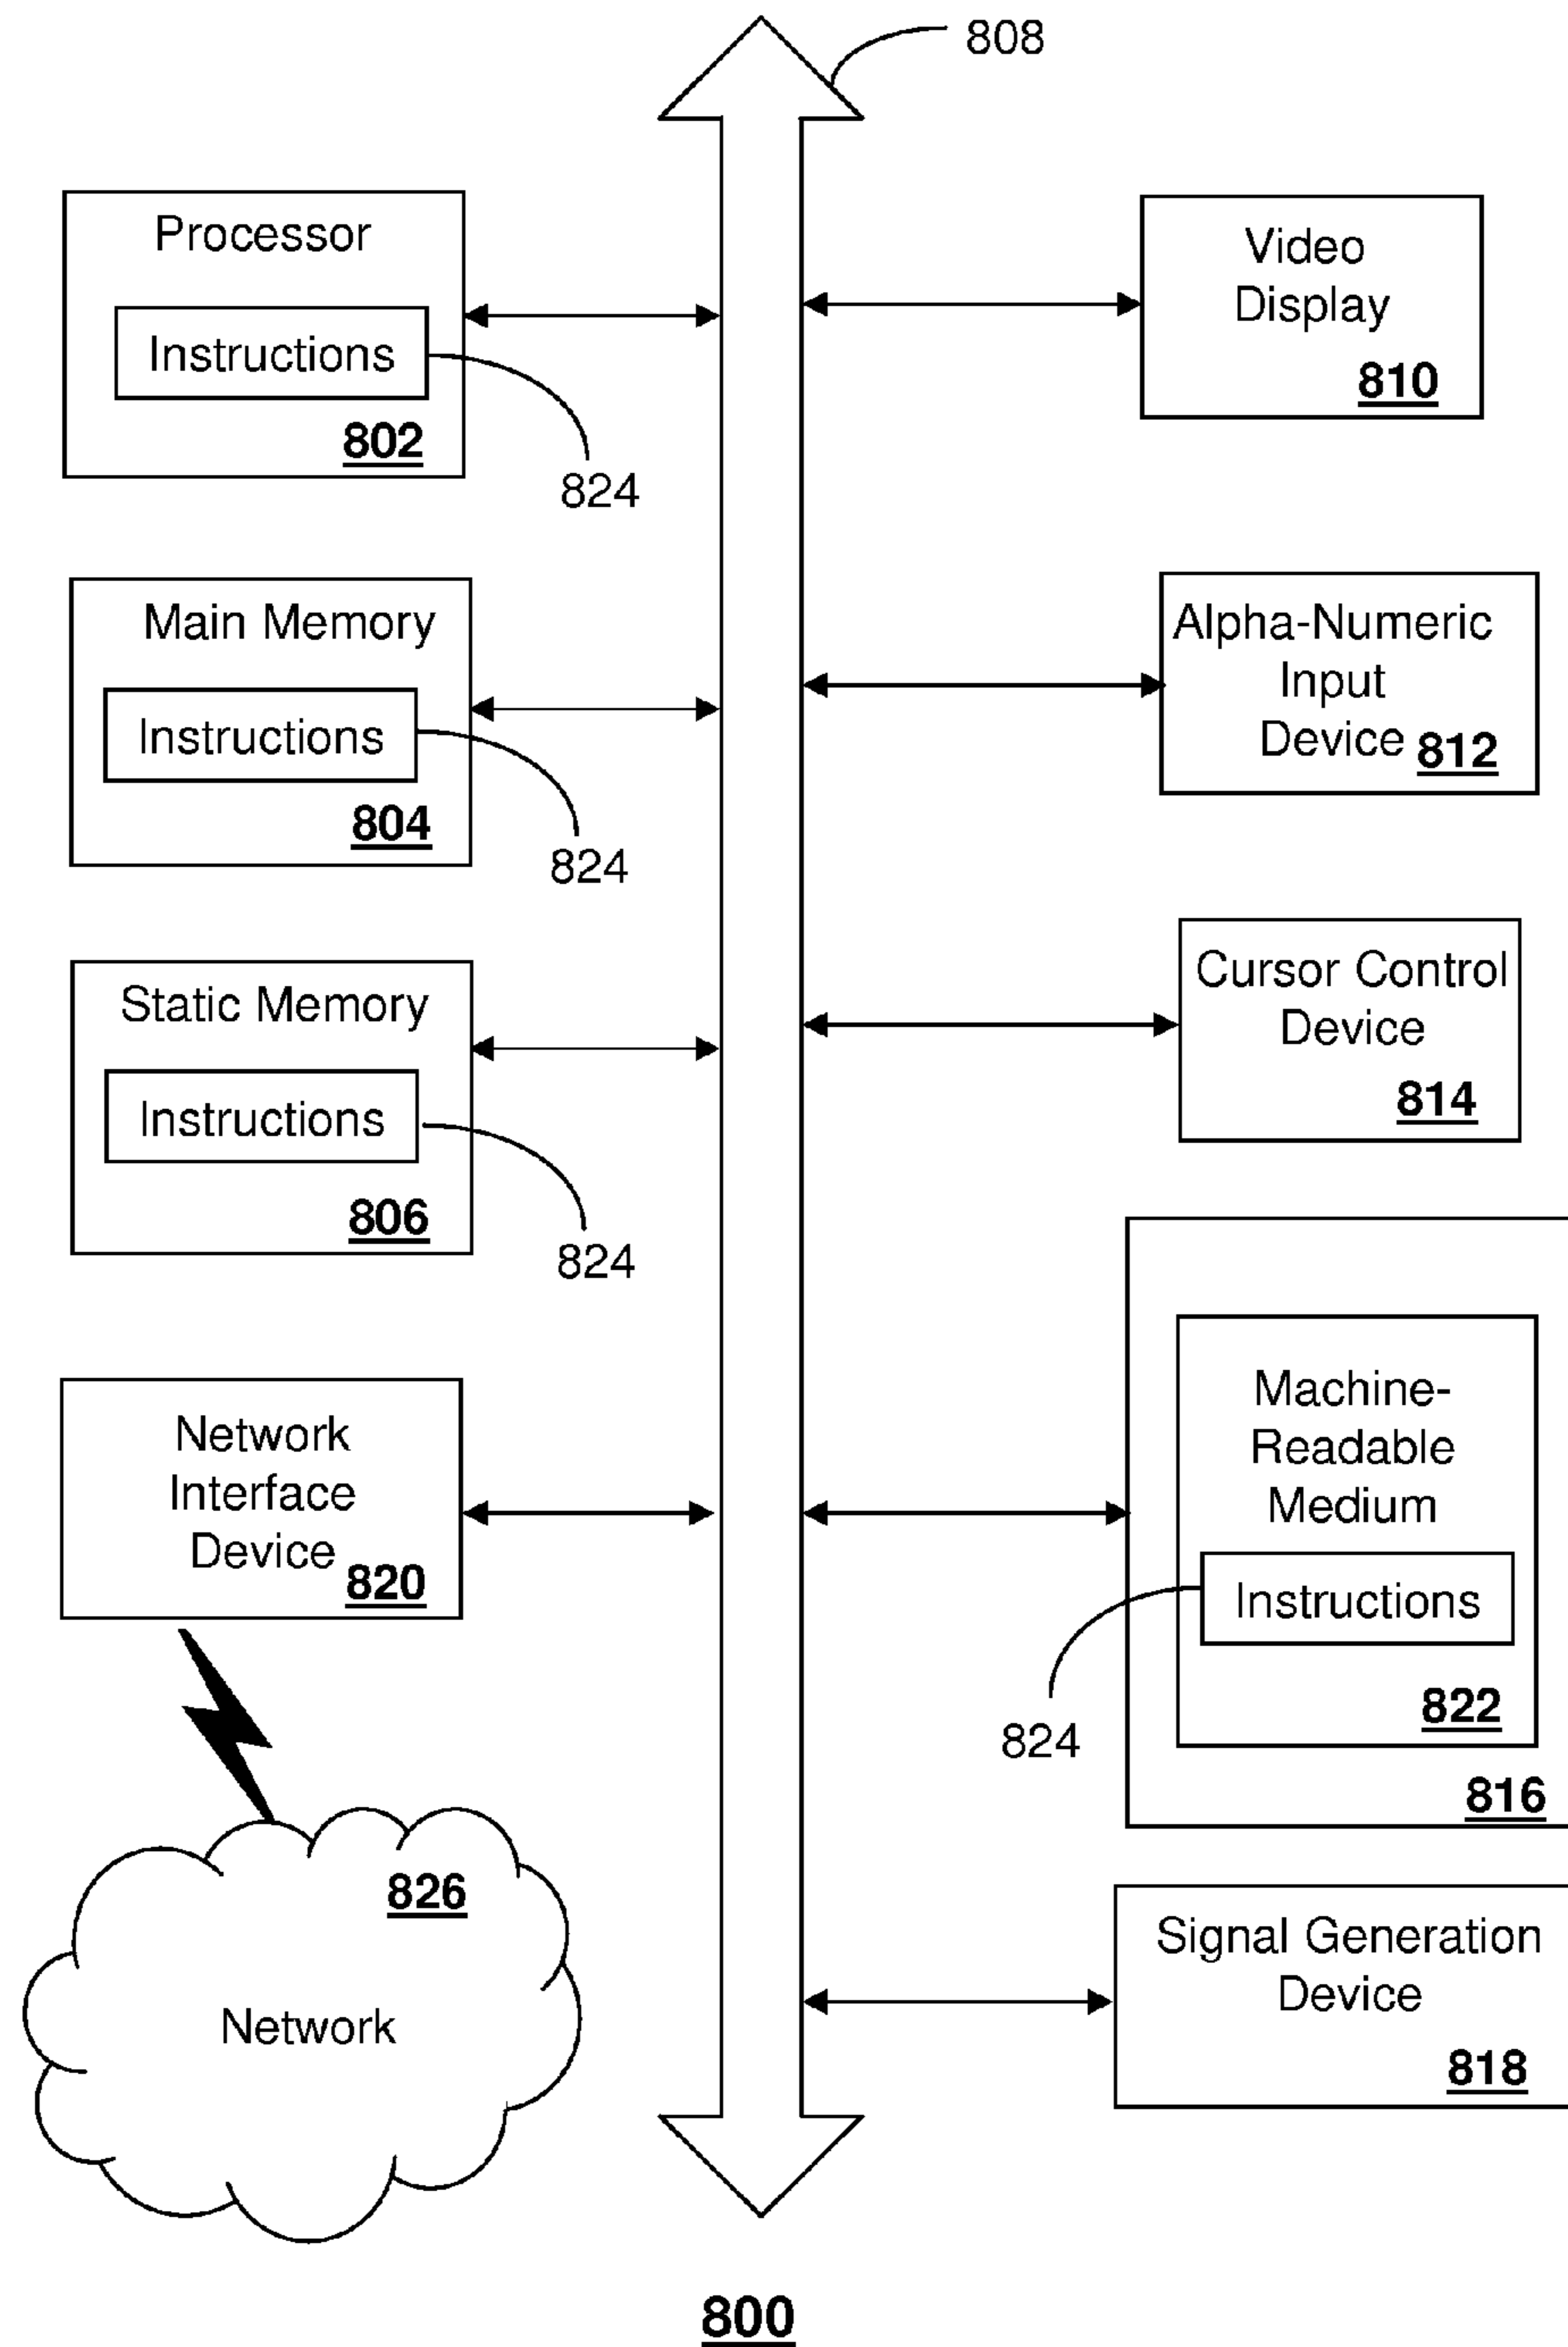 808
Processor
Instructions
802
824
Video
Display
810
Main Memory
Instructions
804
824
Alpha-Numeric
Input
Device 812
Static Memory
Instructions
806
824
Cursor Control
Device
814
Network
Interface
Device 820
Machine-
Readable
Medium
Instructions
822
824
816
826
Network
Signal Generation
Device
818
800